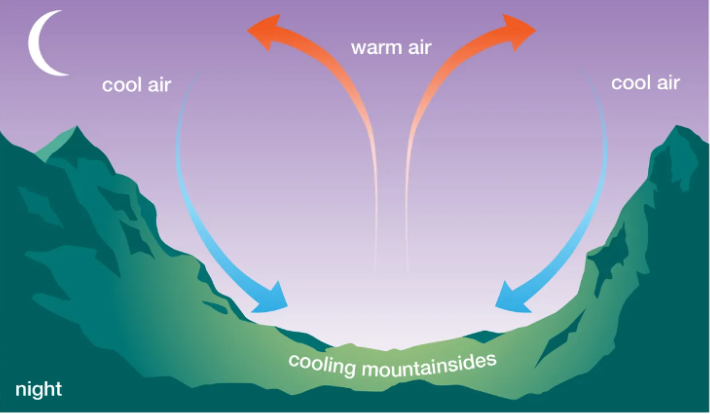 warm air
cool air
cool air
cooling mountainsides
night